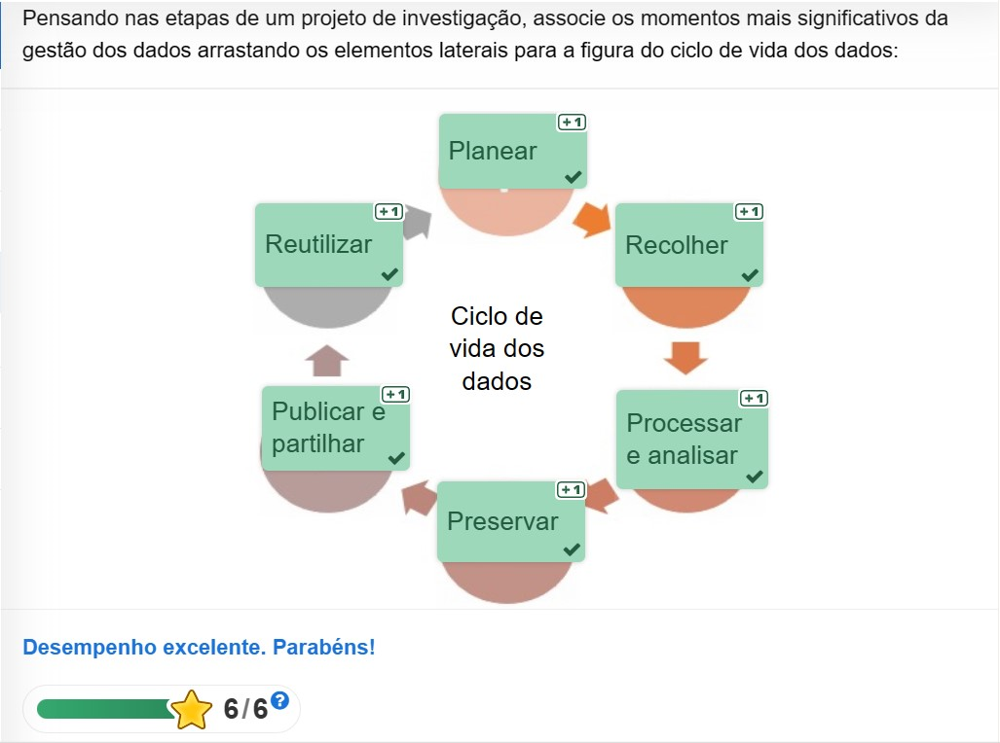 Pensando nas etapas de um projeto de investigação, associe os momentos mais significativos da
gestão dos dados arrastando os elementos laterais para a figura do ciclo de vida dos dados:
+1
Planear
+1
Reutilizar
+1
Recolher
Ciclo de
vida dos
dados
+1
Publicar e
partilhar
+1
Processar
e analisar
+1
Preservar
Desempenho excelente. Parabéns!
6/6 ?